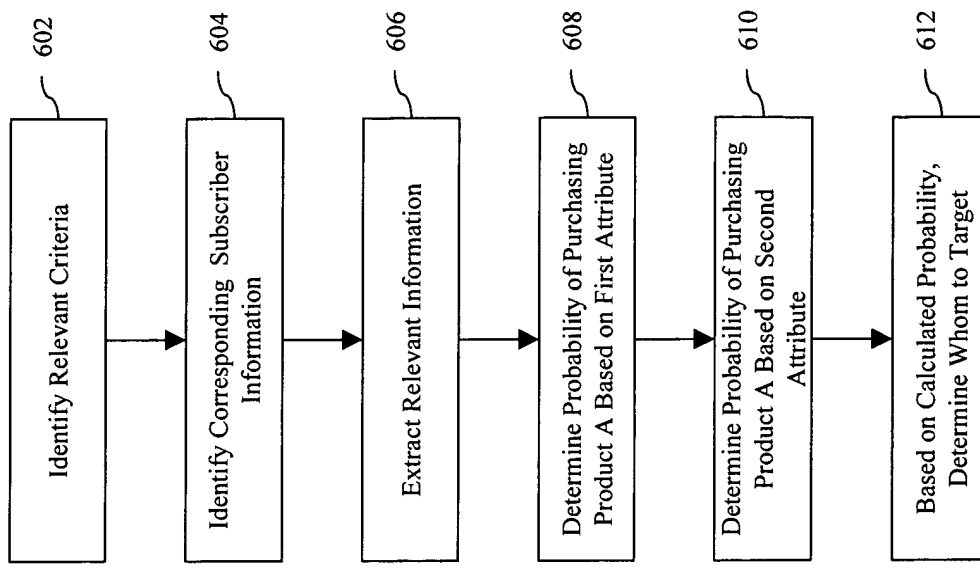 Identify Relevant Criteria
602
Identify Corresponding Subscriber
Information
604
Extract Relevant Information
606
Determine Probability of Purchasing
Product A Based on First Attribute
608
Determine Probability of Purchasing
Product A Based on Second
Attribute
610
Based on Calculated Probability,
Determine Whom to Target
612